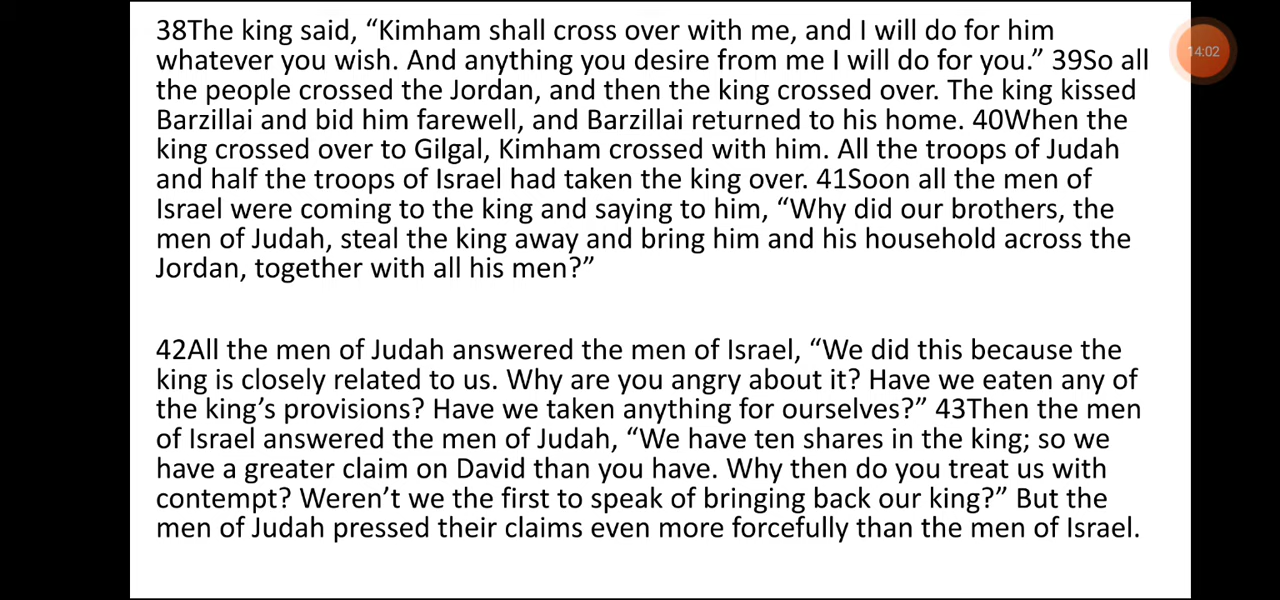 38The king said, “Kimham shall cross over with me, and I will do for him
whatever you wish. And anything you desire from me I will do for you.” 39So all
the people crossed the Jordan, and then the king crossed over. The king kissed
Barzillai and bid him farewell, and Barzillai returned to his home. 40When the
king crossed over to Gilgal, Kimham crossed with him. All the troops of Judah
and half the troops of Israel had taken the king over. 41Soon all the men of
Israel were coming to the king and saying to him, “Why did our brothers, the
men of Judah, steal the king away and bring him and his household across the
Jordan, together with all his men?”
42All the men of Judah answered the men of Israel, “We did this because the
king is closely related to us. Why are you angry about it? Have we eaten any of
the king’s provisions? Have we taken anything for ourselves?” 43Then the men
of Israel answered the men of Judah, “We have ten shares in the king; so we
have a greater claim on David than you have. Why then do you treat us with
contempt? Weren’t we the first to speak of bringing back our king?” But the
men of Judah pressed their claims even more forcefully than the men of Israel.
14:02